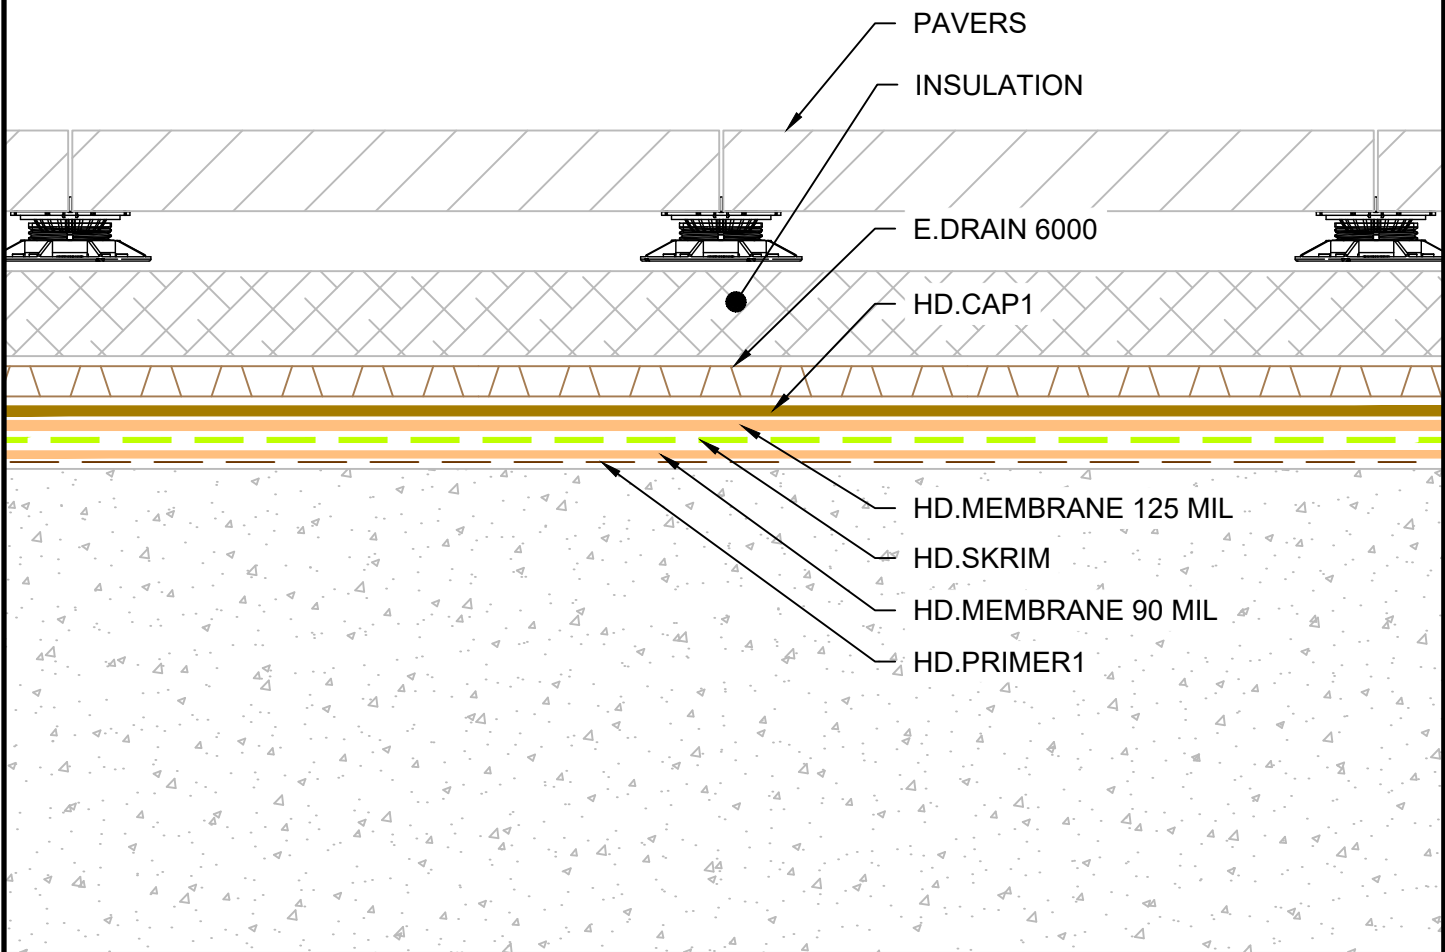 PAVERS
INSULATION
E.DRAIN 6000
HD.CAP1
HD.MEMBRANE 125 MIL
HD.SKRIM
HD.MEMBRANE 90 MIL
HD.PRIMER1